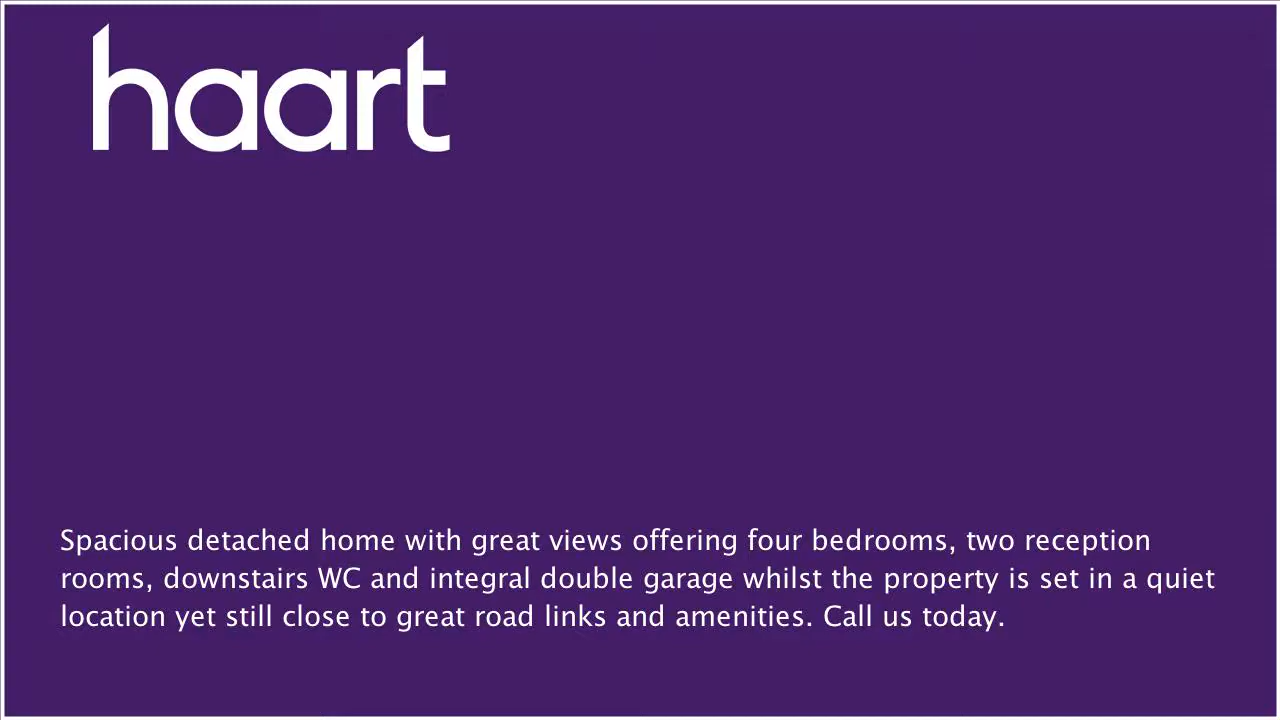 haart
Spacious detached home with great views offering four bedrooms, two reception
rooms, downstairs WC and integral double garage whilst the property is set in a quiet
location yet still close to great road links and amenities. Call us today.